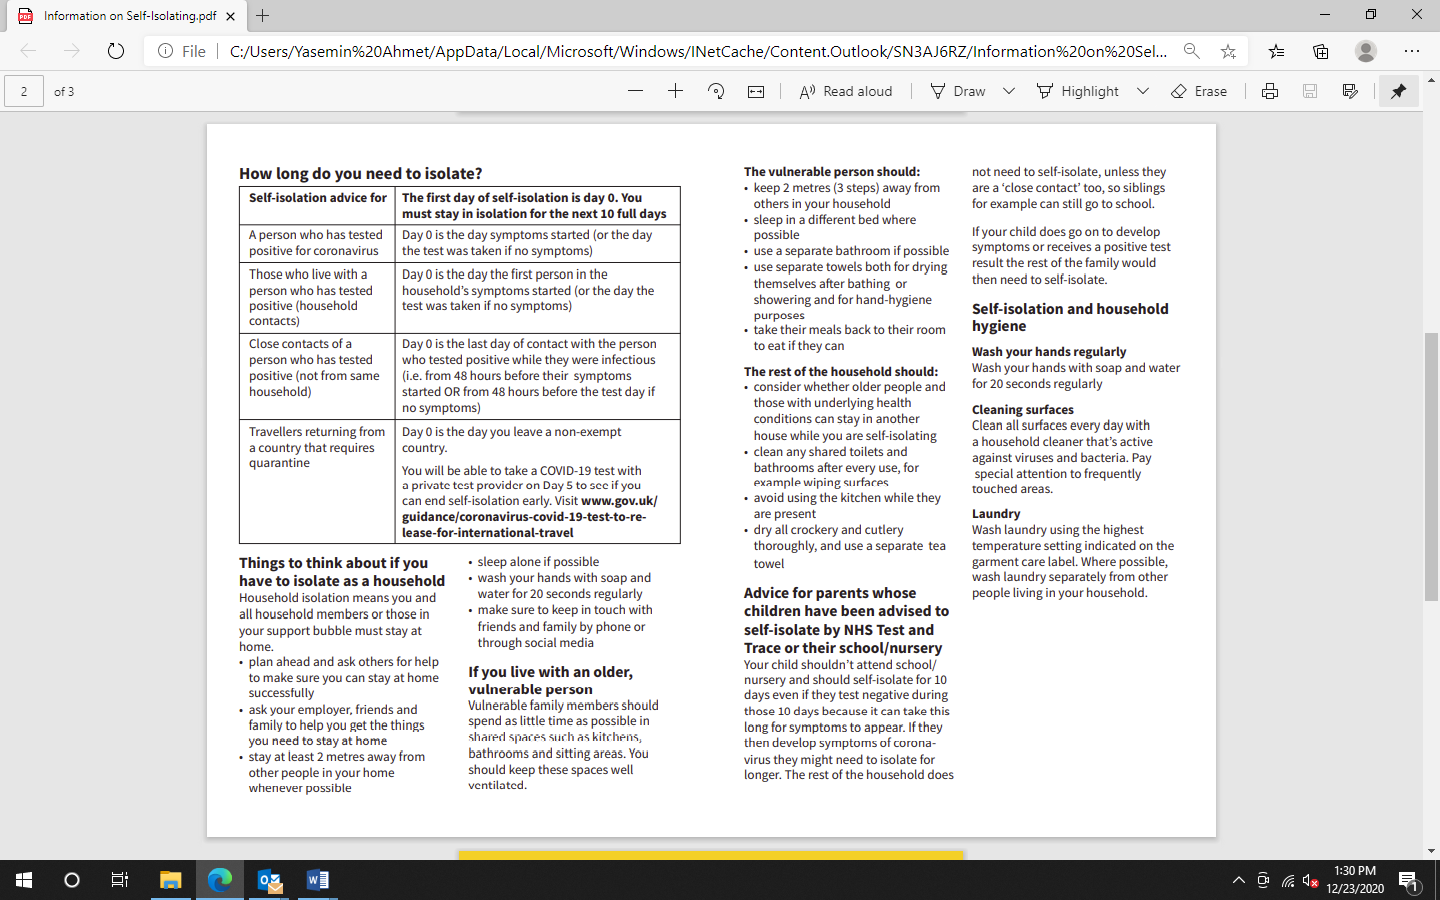 Information on Self-Isolating.pdf
File
C:/Users/Yasemin%20Ahmet/AppData/Local/Microsoft/Windows/INetCache/Content.Outlook/SN3AJ6RZ/Information%20on%20Sel...
2
of 3
Read aloud
Draw
Highlight
Erase
How long do you need to isolate?
Self-isolation advice for
The first day of self-isolation is day 0. You
must stay in isolation for the next 10 full days
A person who has tested
positive for coronavirus
Day 0 is the day symptoms started (or the day
the test was taken if no symptoms)
Those who live with a
person who has tested
positive (household
contacts)
Day 0 is the day the first person in the
household's symptoms started (or the day the
test was taken if no symptoms)
Close contacts of a
person who has tested
positive (not from same
household)
Day 0 is the last day of contact with the person
who tested positive while they were infectious
(i.e. from 48 hours before their symptoms
started OR from 48 hours before the test day if
no symptoms)
Travellers returning from
a country that requires
quarantine
Day 0 is the day you leave a non-exempt
country.
You will be able to take a COVID-19 test with
a private test provider on Day 5 to see if you
can end self-isolation early. Visit www.gov.uk/
guidance/coronavirus-covid-19-test-to-re-
lease-for-international-travel
Things to think about if you
have to isolate as a household
Household isolation means you and
all household members or those in
your support bubble must stay at
home.
• plan ahead and ask others for help
to make sure you can stay at home
successfully
• ask your employer, friends and
family to help you get the things
you need to stay at home
• stay at least 2 metres away from
other people in your home
whenever possible
• sleep alone if possible
• wash your hands with soap and
water for 20 seconds regularly
• make sure to keep in touch with
friends and family by phone or
through social media
If you live with an older,
vulnerable person
Vulnerable family members should
spend as little time as possible in
shared spaces such as kitchens,
bathrooms and sitting areas. You
should keep these spaces well
ventilated.
The vulnerable person should:
• keep 2 metres (3 steps) away from
others in your household
• sleep in a different bed where
possible
• use a separate bathroom if possible
• use separate towels both for drying
themselves after bathing or
showering and for hand-hygiene
purposes
• take their meals back to their room
to eat if they can
The rest of the household should:
• consider whether older people and
those with underlying health
conditions can stay in another
house while you are self-isolating
• clean any shared toilets and
bathrooms after every use, for
example wiping surfaces
• avoid using the kitchen while they
are present
• dry all crockery and cutlery
thoroughly, and use a separate tea
towel
Advice for parents whose
children have been advised to
self-isolate by NHS Test and
Trace or their school/nursery
Your child shouldn't attend school/
nursery and should self-isolate for 10
days even if they test negative during
those 10 days because it can take this
long for symptoms to appear. If they
then develop symptoms of corona-
virus they might need to isolate for
longer. The rest of the household does
not need to self-isolate, unless they
are a 'close contact' too, so siblings
for example can still go to school.
If your child does go on to develop
symptoms or receives a positive test
result the rest of the family would
then need to self-isolate.
Self-isolation and household
hygiene
Wash your hands regularly
Wash your hands with soap and water
for 20 seconds regularly
Cleaning surfaces
Clean all surfaces every day with
a household cleaner that's active
against viruses and bacteria. Pay
special attention to frequently
touched areas.
Laundry
Wash laundry using the highest
temperature setting indicated on the
garment care label. Where possible,
wash laundry separately from other
people living in your household.
1:30 PM
12/23/2020
1